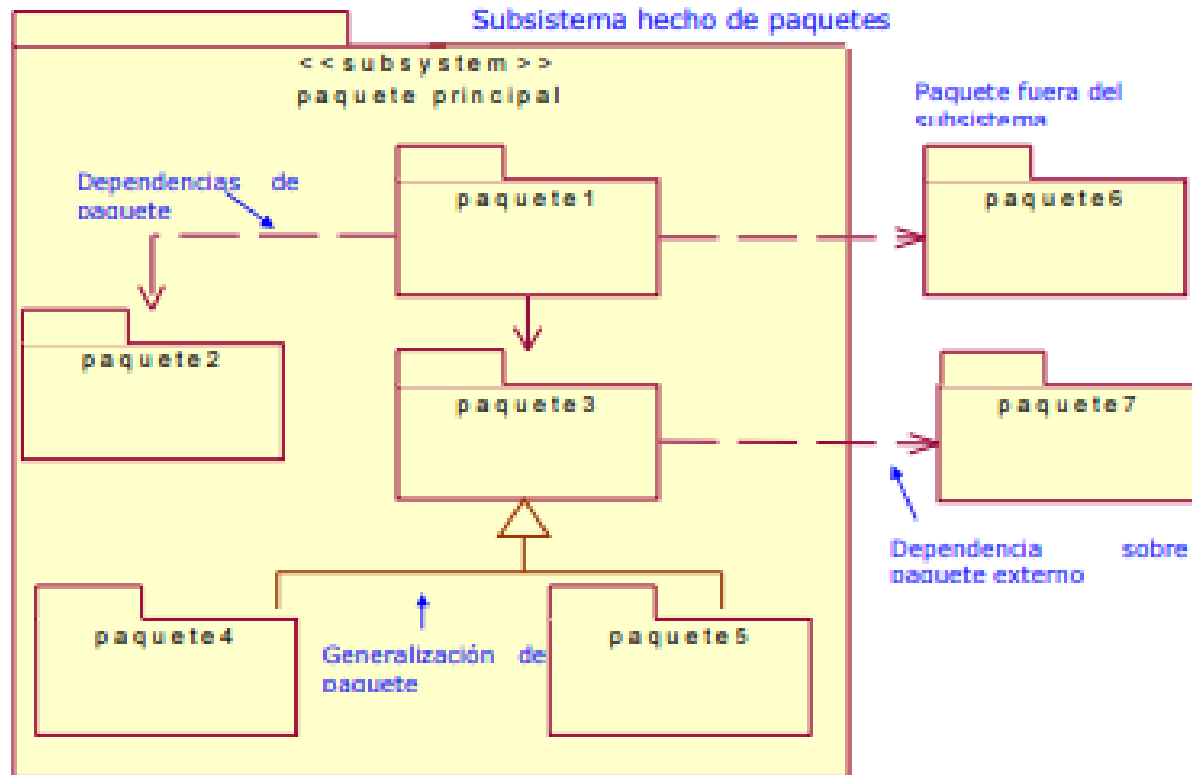 Subsistema hecho de paquetes
<<subsystem>>
paquete principal
Paquete fuera del
subsistema
Dependencias de
paquete
paquete1
paquete6
paquete2
paquete3
paquete7
Dependencia sobre
paquete externo
paquete4
paquete5
Generalización de
paquete